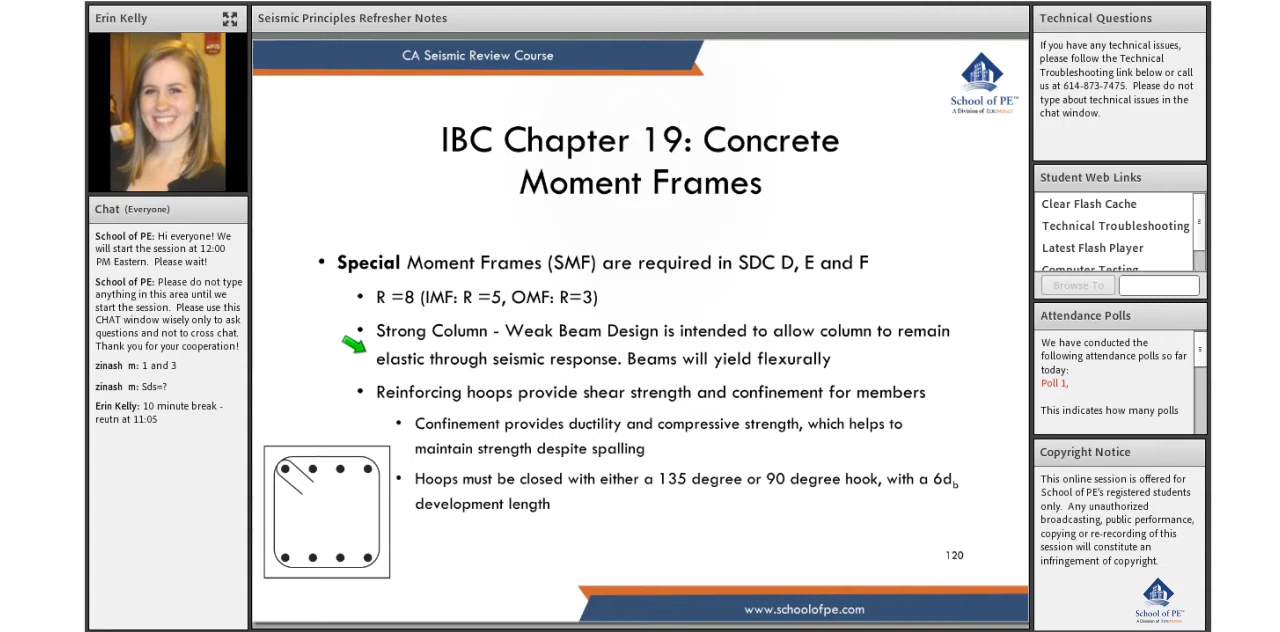 Erin Kelly
Chat (Everyone)
School of PE: Hi everyone! We
will start the session at 12:00
PM Eastern. Please wait!
School of PE: Please do not type
anything in this area until we
start the session. Please use this
CHAT window wisely only to ask
questions and not to cross chat.
Thank you for your cooperation!
zinash m: 1 and 3
zinash m: Sds=?
Erin Kelly: 10 minute break -
reutn at 11:05
Seismic Principles Refresher Notes
CA Seismic Review Course
School of PE™
A Division of EDUMIND
IBC Chapter 19: Concrete
Moment Frames
• Special Moment Frames (SMF) are required in SDC D, E and F
• R =8 (IMF: R =5, OMF: R=3)
• Strong Column - Weak Beam Design is intended to allow column to remain
elastic through seismic response. Beams will yield flexurally
• Reinforcing hoops provide shear strength and confinement for members
• Confinement provides ductility and compressive strength, which helps to
maintain strength despite spalling
• Hoops must be closed with either a 135 degree or 90 degree hook, with a 6db
development length
120
www.schoolofpe.com
Technical Questions
If you have any technical issues,
please follow the Technical
Troubleshooting link below or call
us at 614-873-7475. Please do not
type about technical issues in the
chat window.
Student Web Links
Clear Flash Cache
Technical Troubleshooting
Latest Flash Player
Computer Testing
Browse To
Attendance Polls
We have conducted the
following attendance polls so far
today:
Poll 1,
This indicates how many polls
Copyright Notice
This online session is offered for
School of PE's registered students
only. Any unauthorized
broadcasting, public performance,
copying or re-recording of this
session will constitute an
infringement of copyright.
School of PE™
A Division of EDUMIND